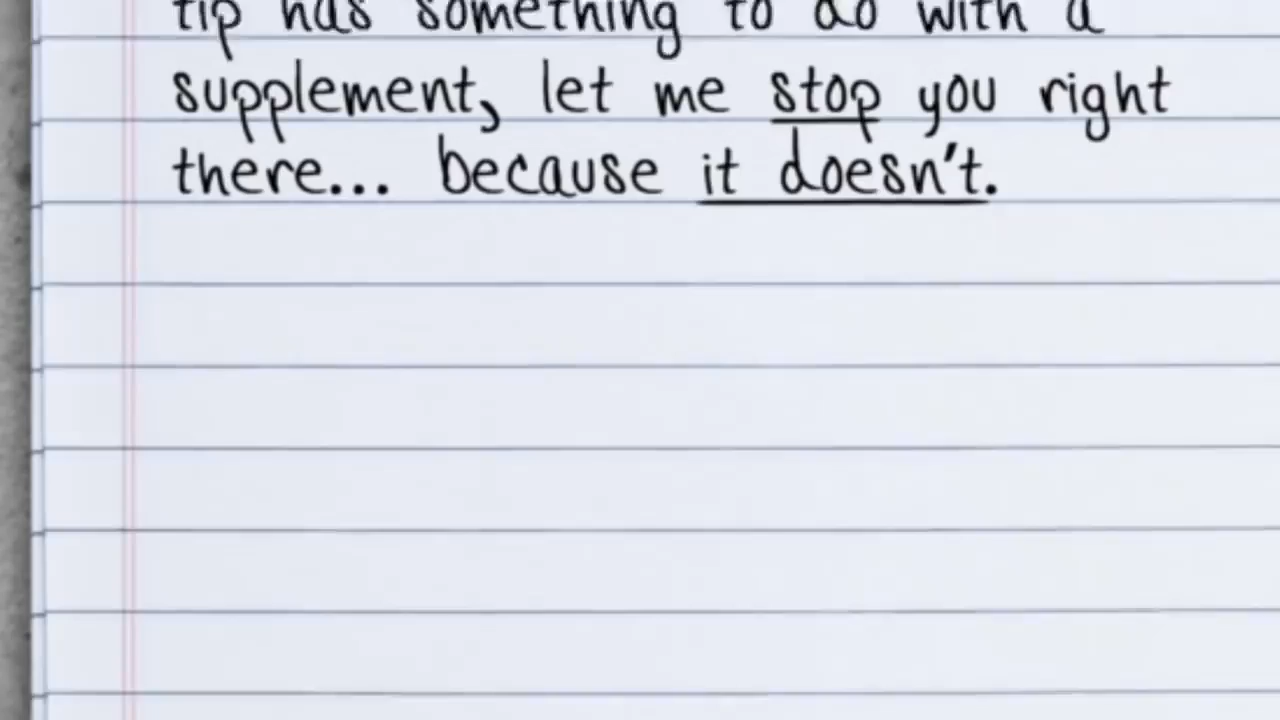 tip has something to do with a
supplement, let me stop you right
there... because it doesn't.